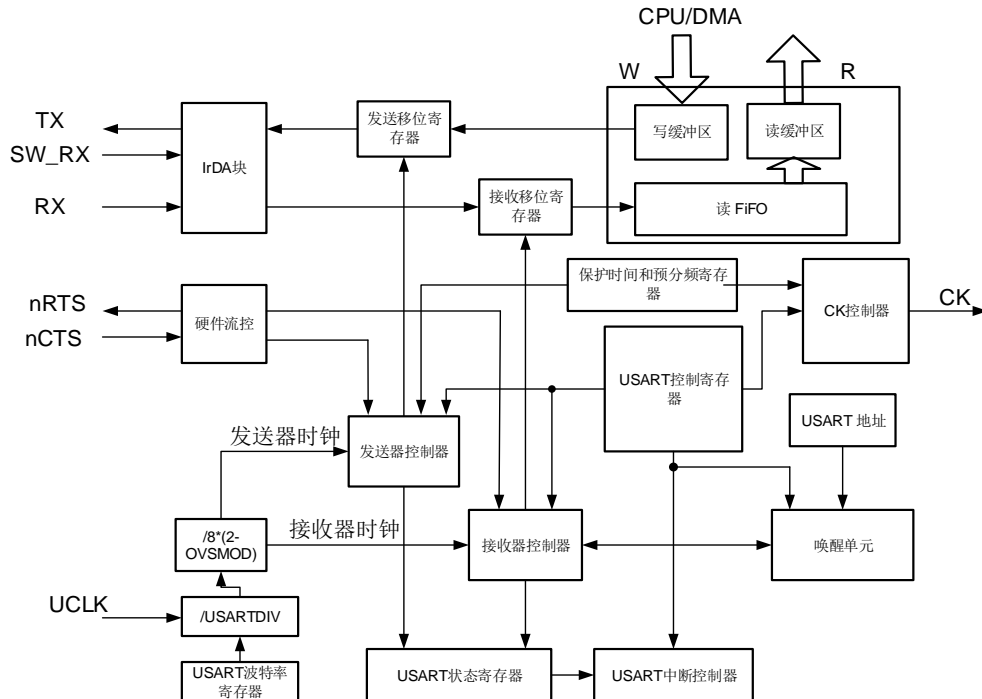 CPU/DMA
W
R
TX
SW_RX
RX
IrDA块
发送移位寄
存器
写缓冲区
读缓冲区
接收移位寄
存器
读 FiFO
nRTS
nCTS
硬件流控
保护时间和预分频寄存
器
CK控制器
CK
USART控制寄存
器
USART 地址
发送器时钟
发送器控制器
/8*(2-
OVSMOD)
接收器时钟
接收器控制器
唤醒单元
UCLK
/USARTDIV
USART波特率
寄存器
USART状态寄存器
USART中断控制器